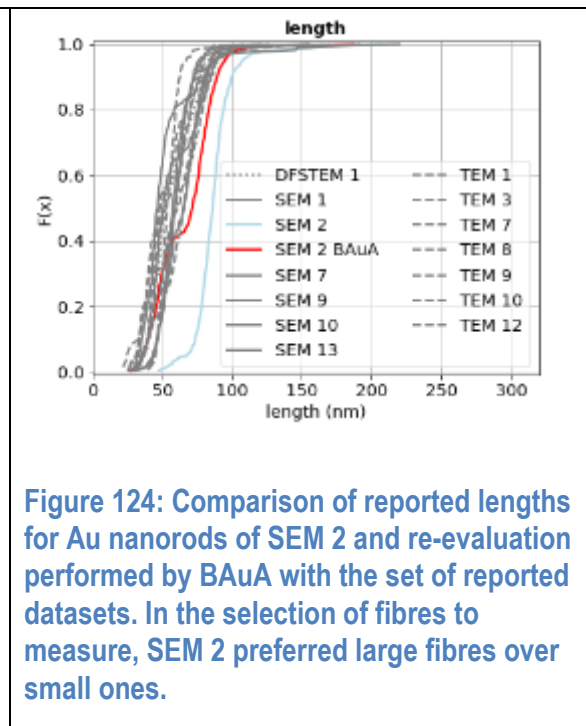 length
1.0
0.8
0.6
0.4
0.2
0.0
F(x)
DFSTEM 1
SEM 1
SEM 2
SEM 2 BAuA
SEM 7
SEM 9
SEM 10
SEM 13
TEM 1
TEM 3
TEM 7
TEM 8
TEM 9
TEM 10
TEM 12
0 50 100 150 200 250 300
length (nm)
Figure 124: Comparison of reported lengths
for Au nanorods of SEM 2 and re-evaluation
performed by BAuA with the set of reported
datasets. In the selection of fibres to
measure, SEM 2 preferred large fibres over
small ones.